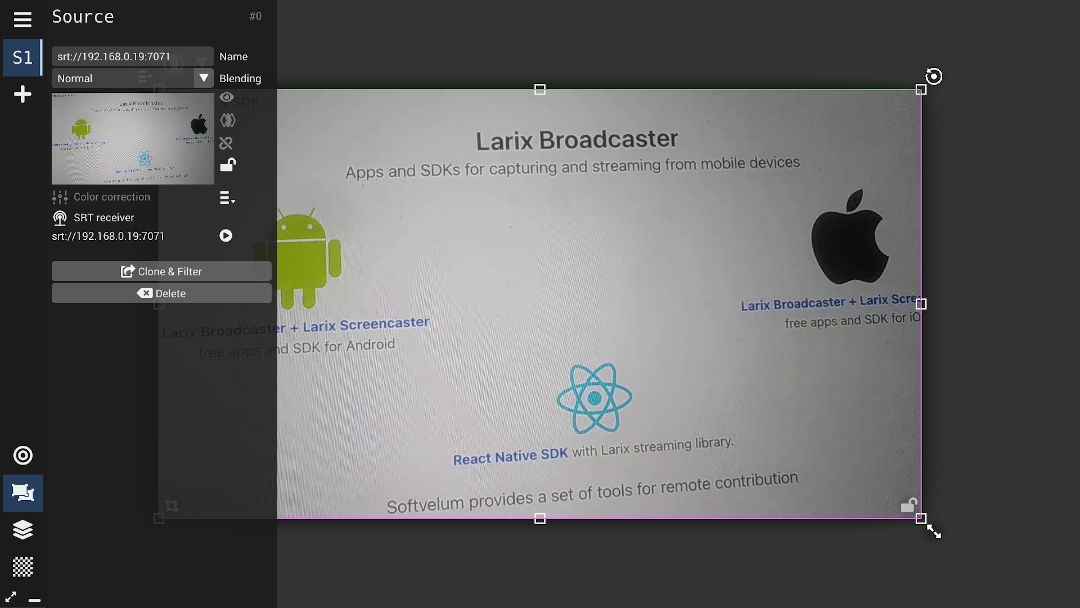 Source
#0
S1
srt://192.168.0.19:7071
Name
Normal
Blending
Larix Broadcaster
Apps and SDKs for capturing and streaming from mobile devices
Color correction
SRT receiver
srt://192.168.0.19:7071
Clone & Filter
Delete
Larix Broadcaster + Larix Screencaster
free apps and SDK for Android
Larix Broadcaster + Larix Scre
free apps and SDK for iO
React Native SDK with Larix streaming library.
Softvelum provides a set of tools for remote contribution